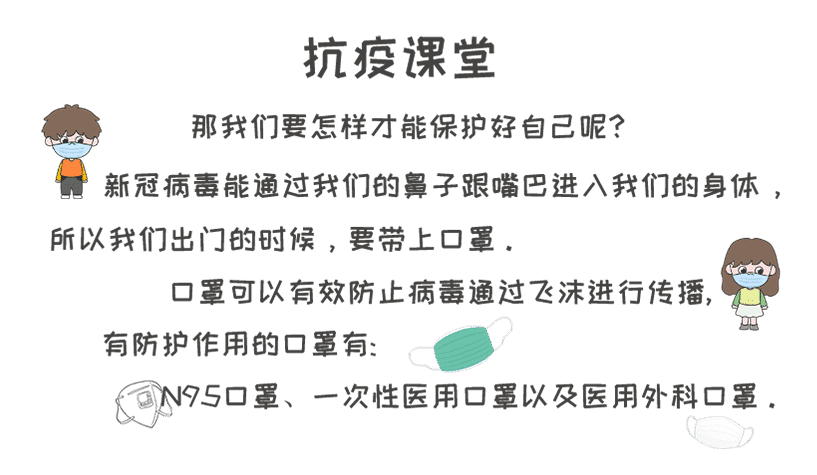 抗疫课堂
那我们要怎样才能保护好自己呢?
新冠病毒能通过我们的鼻子跟嘴巴进入我们的身体，
所以我们出门的时候，要带上口罩．
口罩可以有效防止病毒通过飞沫进行传播,
有防护作用的口罩有:
N95口罩、一次性医用口罩以及医用外科口罩．